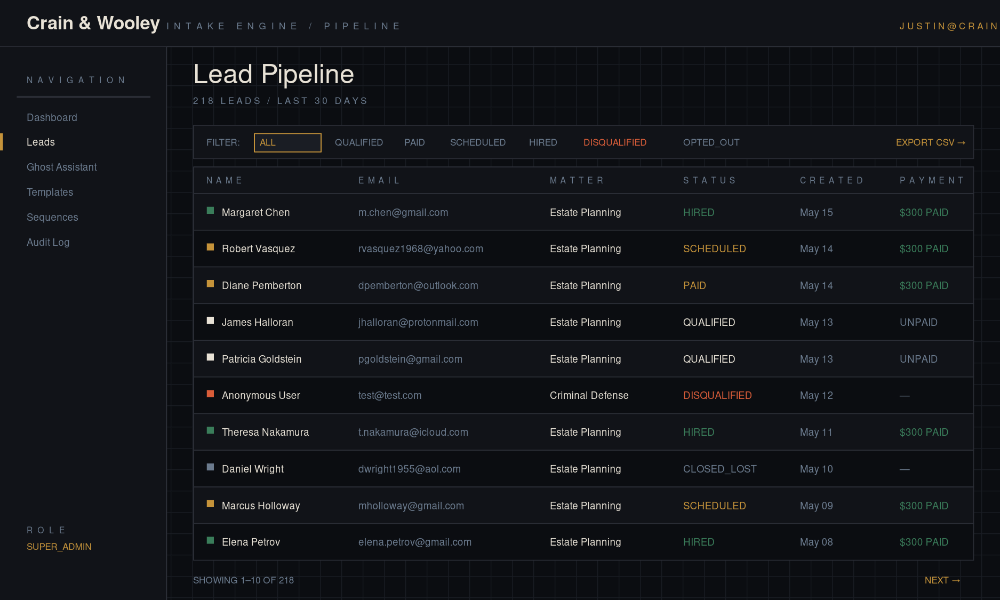 Crain & Wooley INTAKE ENGINE / PIPELINE JUSTIN@CRAIN
NAVIGATION
Dashboard
Leads
Ghost Assistant
Templates
Sequences
Audit Log
ROLE
SUPER_ADMIN
Lead Pipeline
218 LEADS / LAST 30 DAYS
FILTER: ALL QUALIFIED PAID SCHEDULED HIRED DISQUALIFIED OPTED_OUT EXPORT CSV →
NAME EMAIL MATTER STATUS CREATED PAYMENT
Margaret Chen m.chen@gmail.com Estate Planning HIRED May 15 $300 PAID
Robert Vasquez rvasquez1968@yahoo.com Estate Planning SCHEDULED May 14 $300 PAID
Diane Pemberton dpemberton@outlook.com Estate Planning PAID May 14 $300 PAID
James Halloran jhalloran@protonmail.com Estate Planning QUALIFIED May 13 UNPAID
Patricia Goldstein pgoldstein@gmail.com Estate Planning QUALIFIED May 13 UNPAID
Anonymous User test@test.com Criminal Defense DISQUALIFIED May 12 —
Theresa Nakamura t.nakamura@icloud.com Estate Planning HIRED May 11 $300 PAID
Daniel Wright dwright1955@aol.com Estate Planning CLOSED_LOST May 10 —
Marcus Holloway mholloway@gmail.com Estate Planning SCHEDULED May 09 $300 PAID
Elena Petrov elena.petrov@gmail.com Estate Planning HIRED May 08 $300 PAID
SHOWING 1–10 OF 218 NEXT →